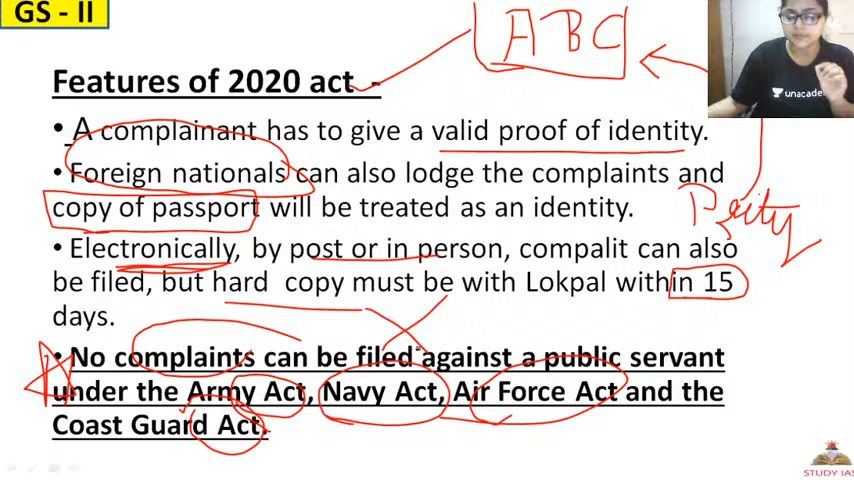 GS - II
ABC
unacade
Features of 2020 act -
• A complainant has to give a valid proof of identity.
• Foreign nationals can also lodge the complaints and
copy of passport will be treated as an identity.
• Electronically, by post or in person, compalit can also
be filed, but hard copy must be with Lokpal within 15
days.
• No complaints can be filed against a public servant
under the Army Act, Navy Act, Air Force Act and the
Coast Guard Act.
STUDY IAS